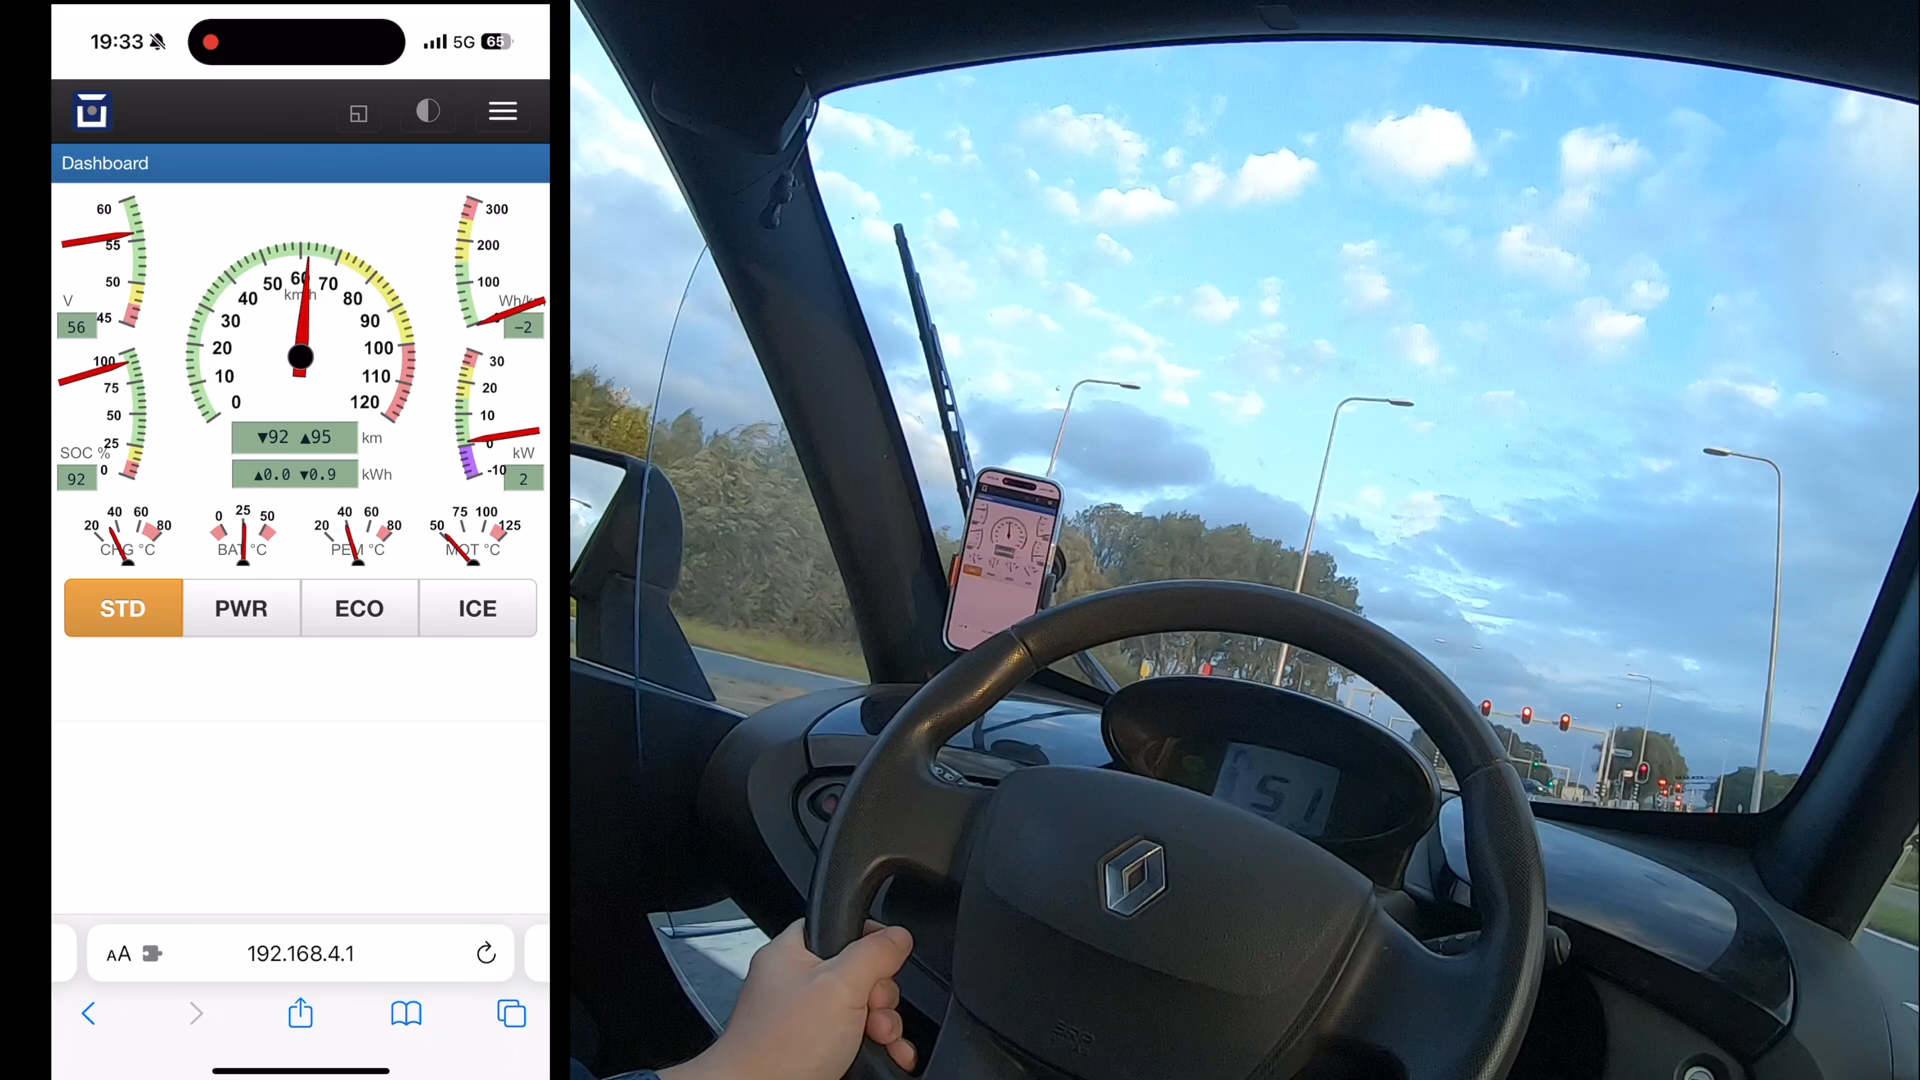 19:33 5G 65
Dashboard
60
55
50
45
V
56
100
75
50
25
0
SOC %
92
0
10
20
30
40
50
60
70
80
90
100
110
120
km/h
▼92 ▲95 km
▲0.0 ▼0.9 kWh
300
200
100
Wh/km
−2
30
20
10
0
-10
kW
2
20 40 60 80
CHG °C
0 25 50
BAT °C
20 40 60 80
PEM °C
50 75 100 125
MOT °C
STD PWR ECO ICE
AA 192.168.4.1
51